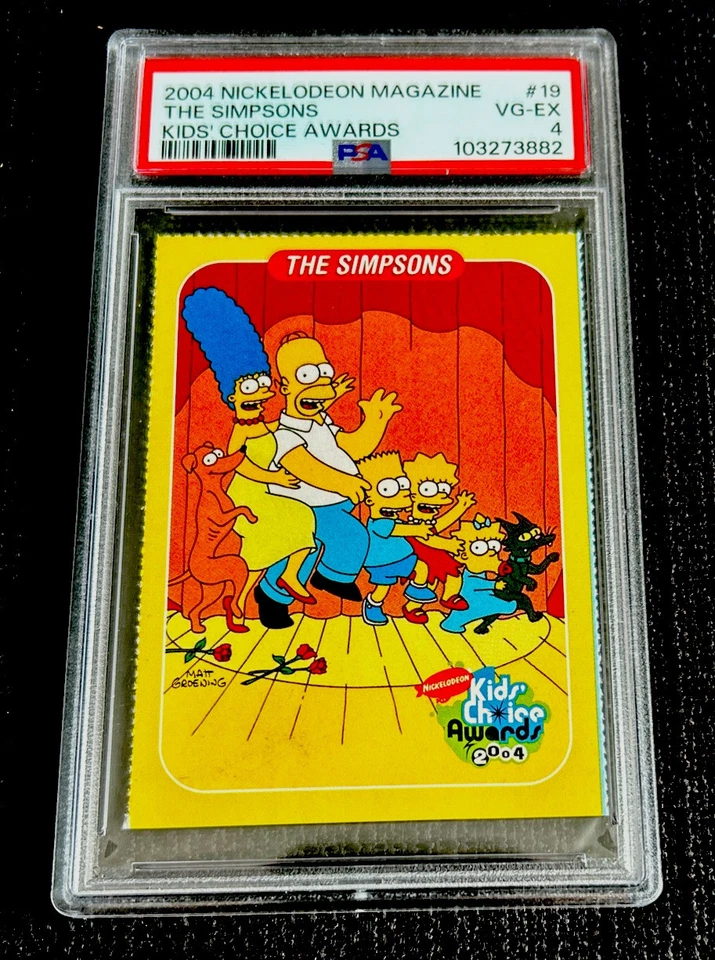 2004 NICKELODEON MAGAZINE #19
THE SIMPSONS VG-EX
KIDS' CHOICE AWARDS 4
PSA 103273882
THE SIMPSONS
MATT
GROENING
NICKELODEON
Kids'
Choice
Awards
2004